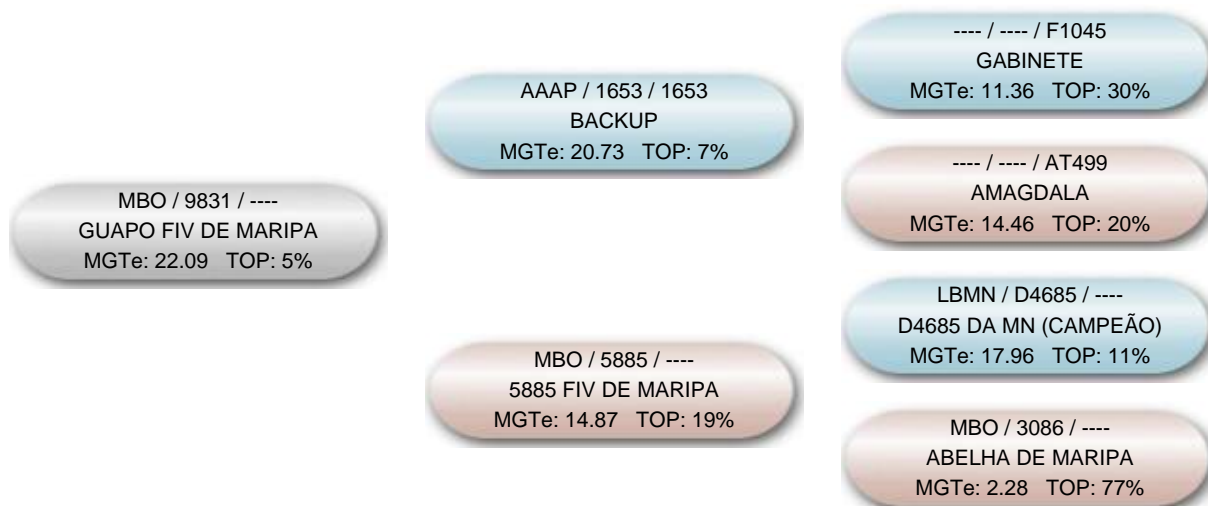 MBO / 9831 / ----
GUAPO FIV DE MARIPA
MGTe: 22.09 TOP: 5%
AAAP / 1653 / 1653
BACKUP
MGTe: 20.73 TOP: 7%
MBO / 5885 / ----
5885 FIV DE MARIPA
MGTe: 14.87 TOP: 19%
---- / ---- / F1045
GABINETE
MGTe: 11.36 TOP: 30%
---- / ---- / AT499
AMAGDALA
MGTe: 14.46 TOP: 20%
LBMN / D4685 / ----
D4685 DA MN (CAMPEÃO)
MGTe: 17.96 TOP: 11%
MBO / 3086 / ----
ABELHA DE MARIPA
MGTe: 2.28 TOP: 77%